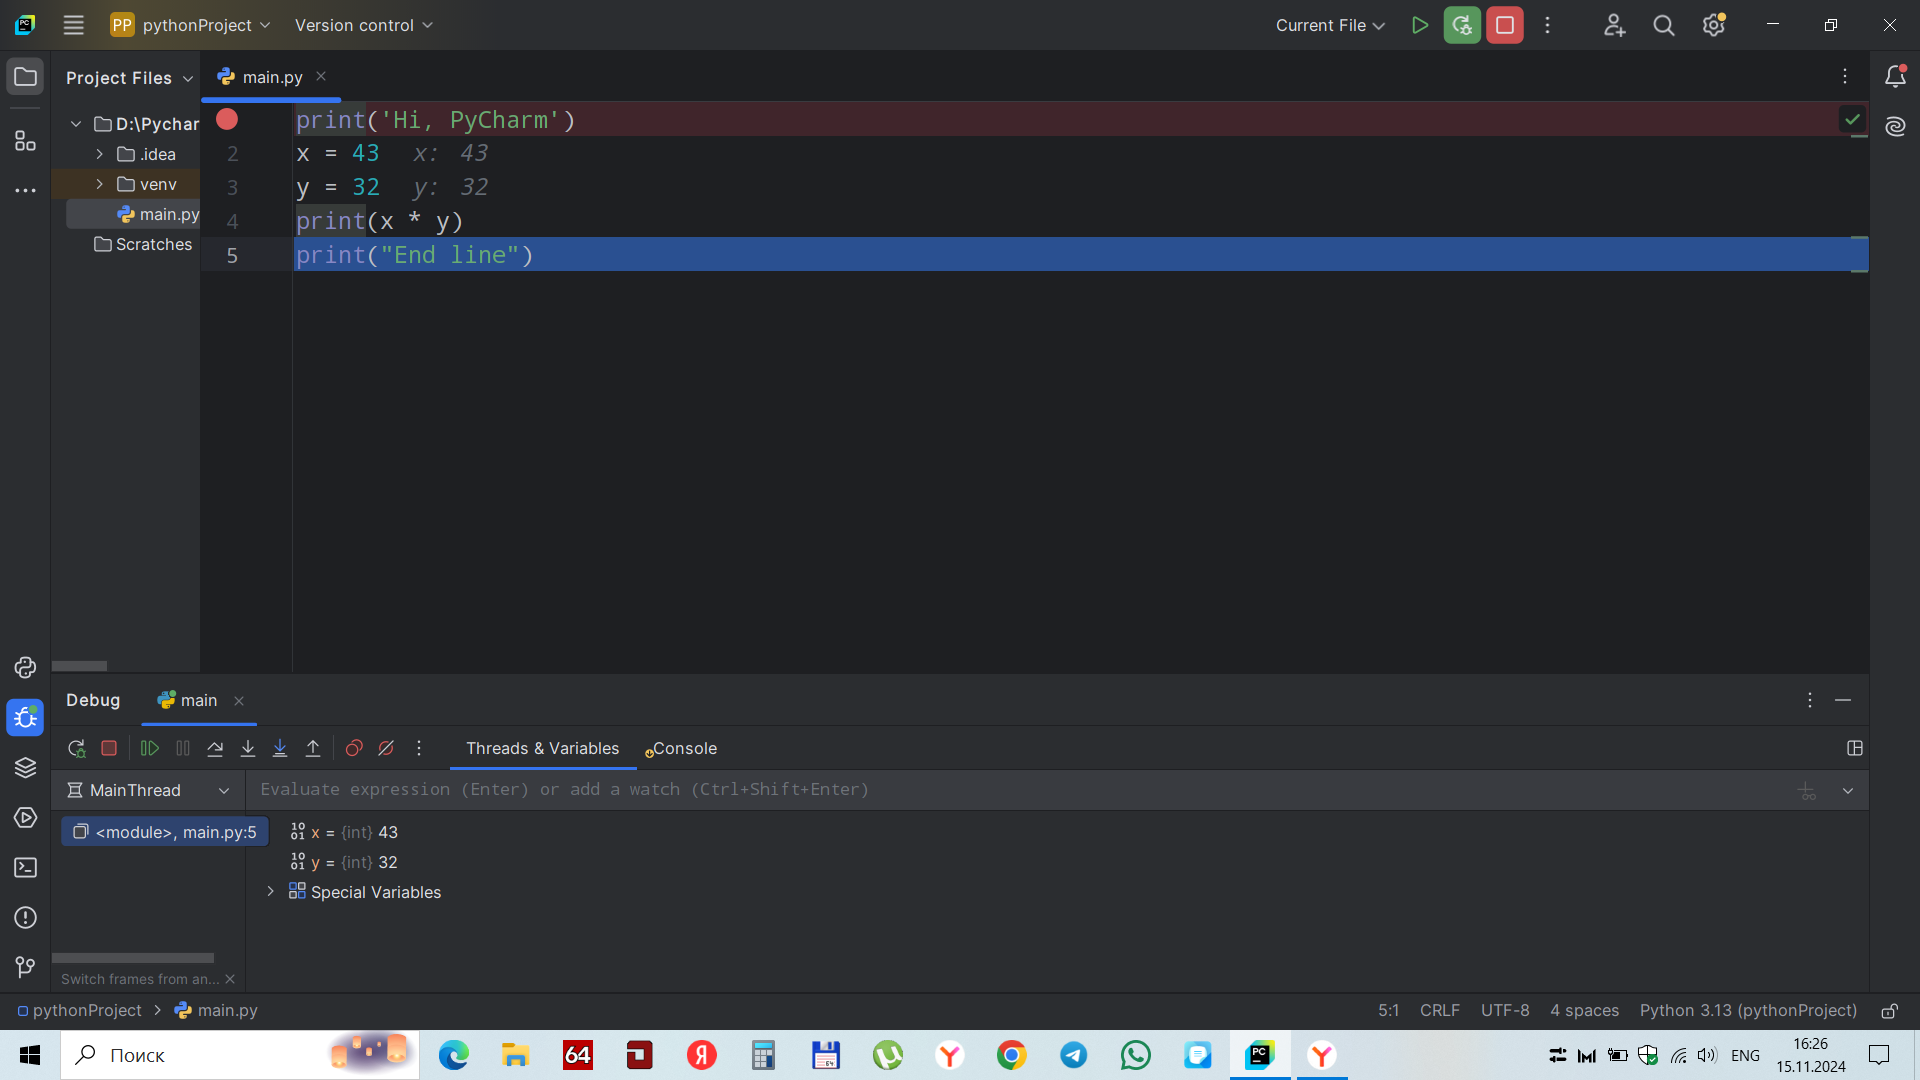 PP pythonProject Version control Current File
Project Files
main.py
D:\Pychar
.idea
venv
main.py
Scratches
print('Hi, PyCharm')
2 x = 43 x: 43
3 y = 32 y: 32
4 print(x * y)
5 print("End line")
Debug main
Threads & Variables Console
MainThread Evaluate expression (Enter) or add a watch (Ctrl+Shift+Enter)
<module>, main.py:5
x = {int} 43
y = {int} 32
Special Variables
Switch frames from an...
pythonProject > main.py 5:1 CRLF UTF-8 4 spaces Python 3.13 (pythonProject)
Поиск
64
Я
PC
ENG
16:26
15.11.2024